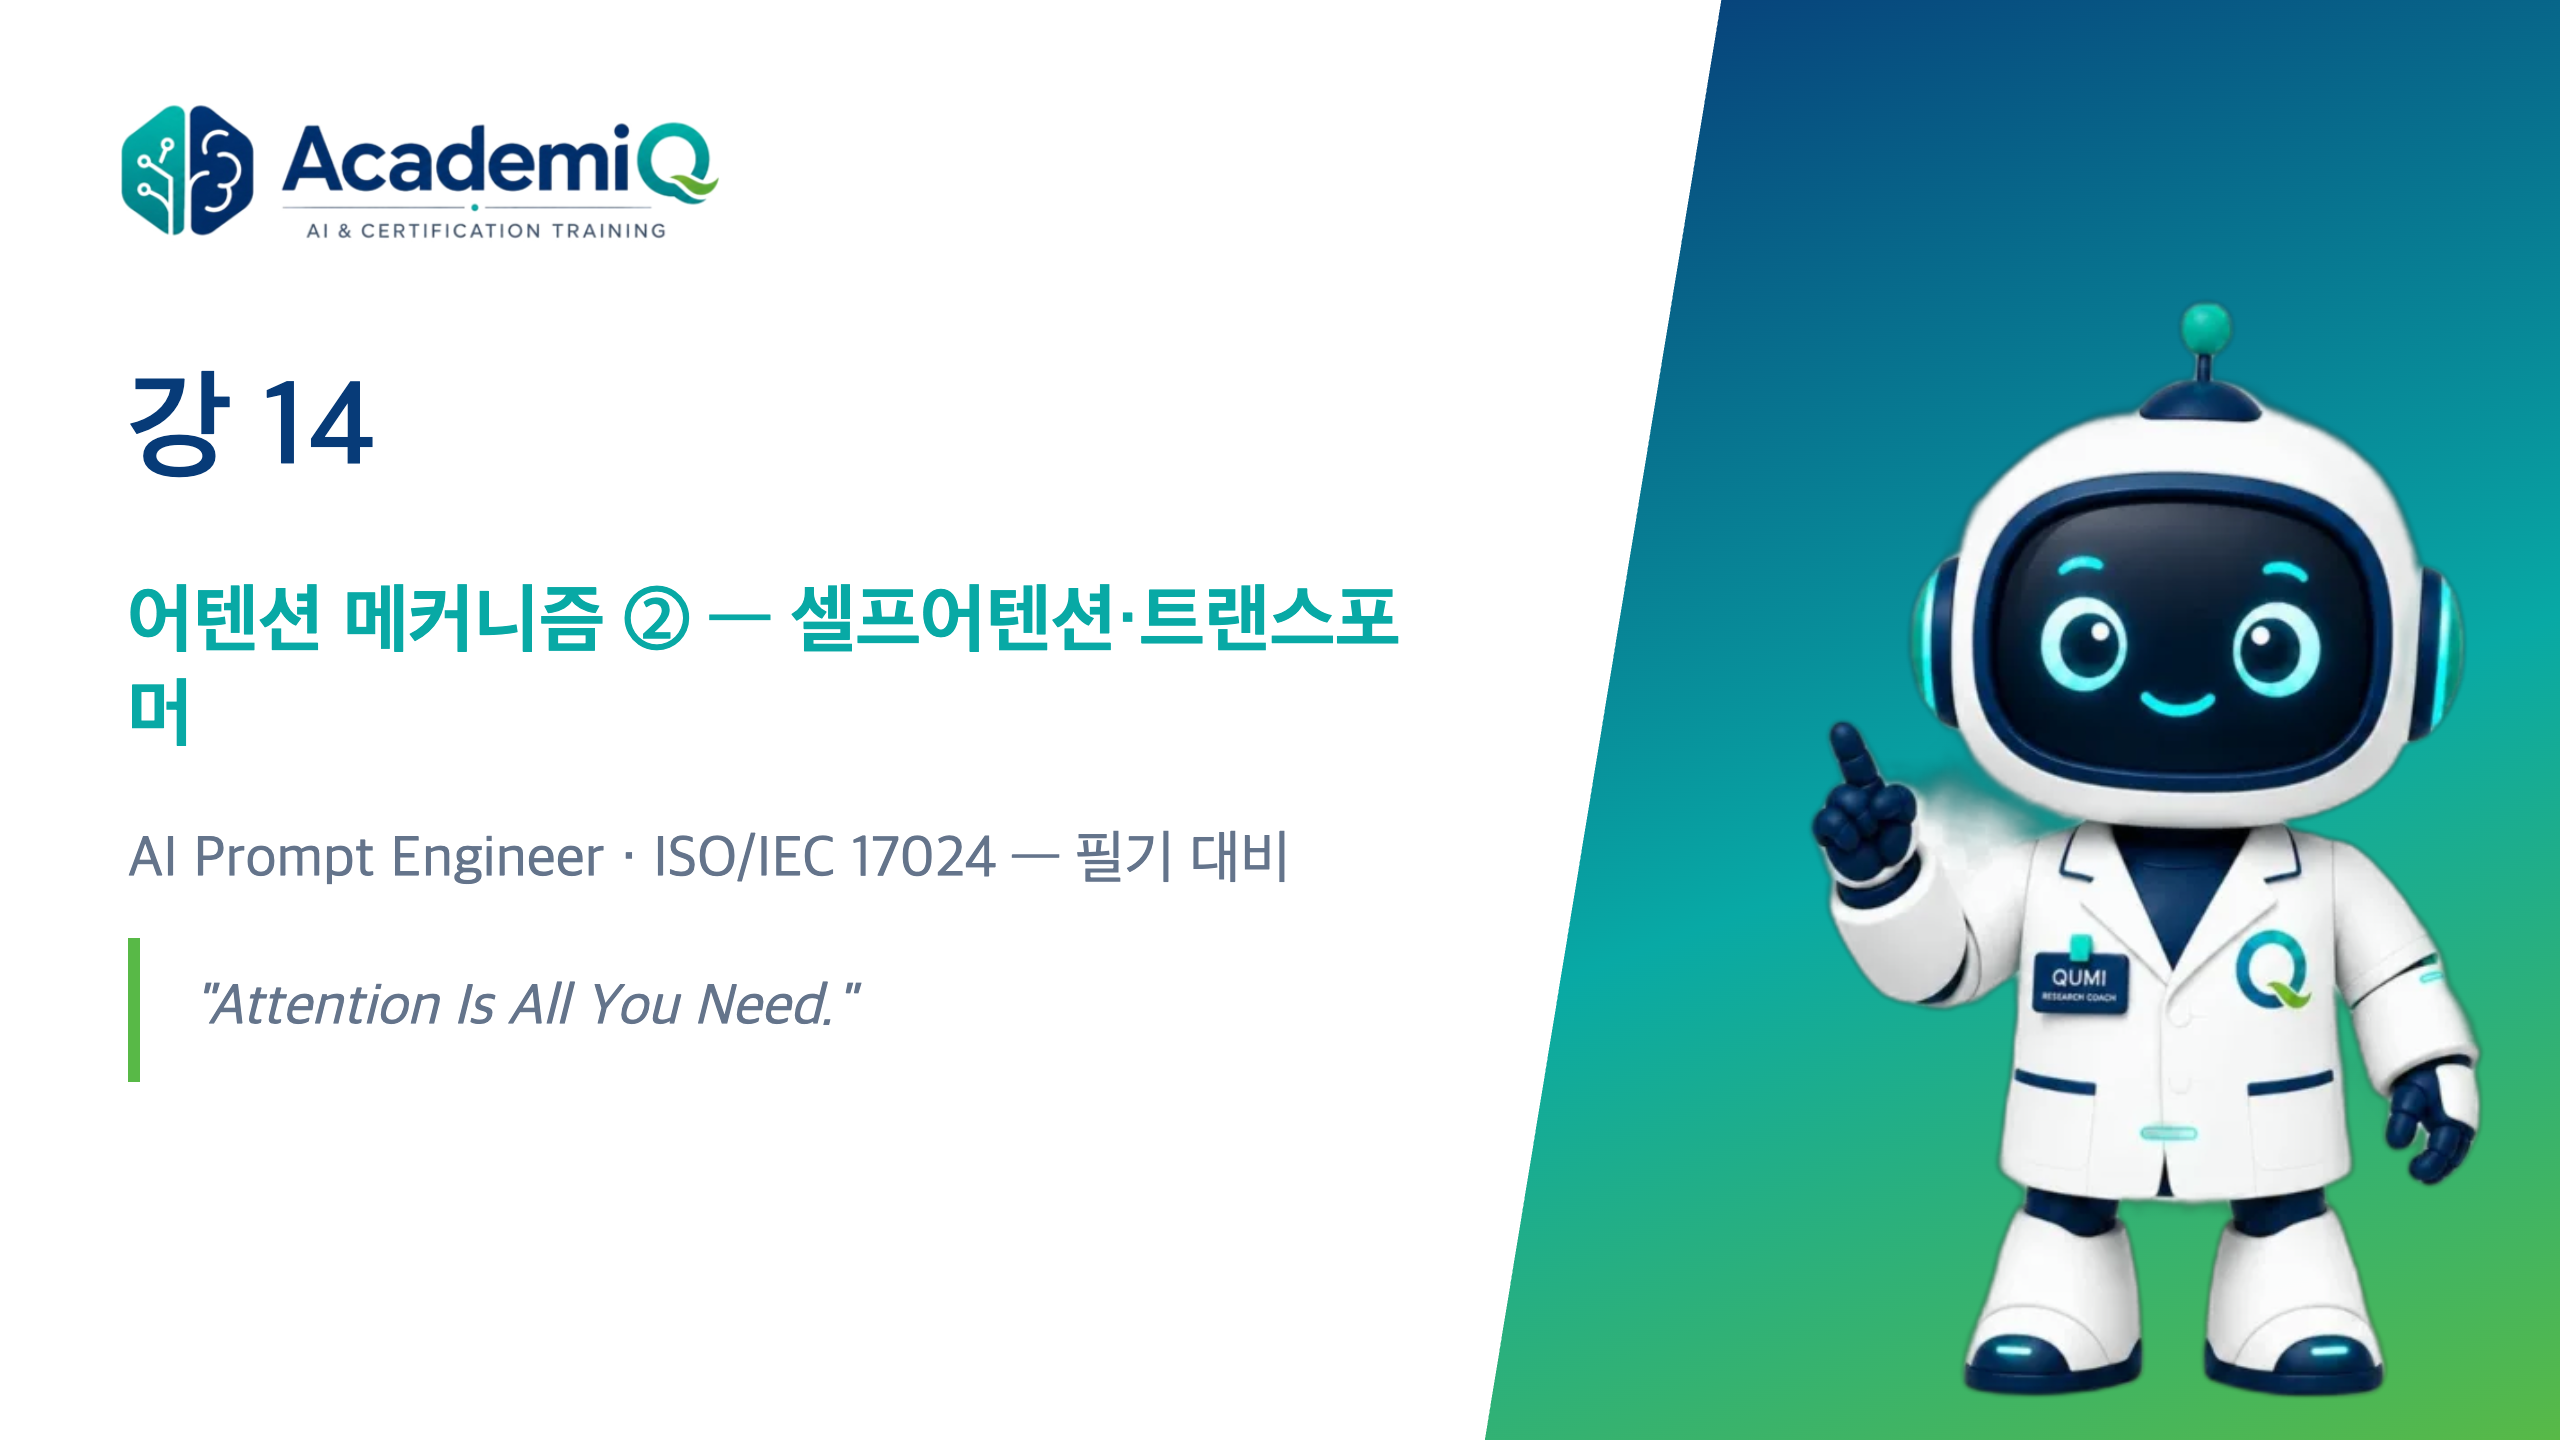 AcademiQ
AI & CERTIFICATION TRAINING
강 14
어텐션 메커니즘 ② — 셀프어텐션·트랜스포
머
AI Prompt Engineer · ISO/IEC 17024 — 필기 대비
"Attention Is All You Need."
QUMI
RESEARCH COACH
Q